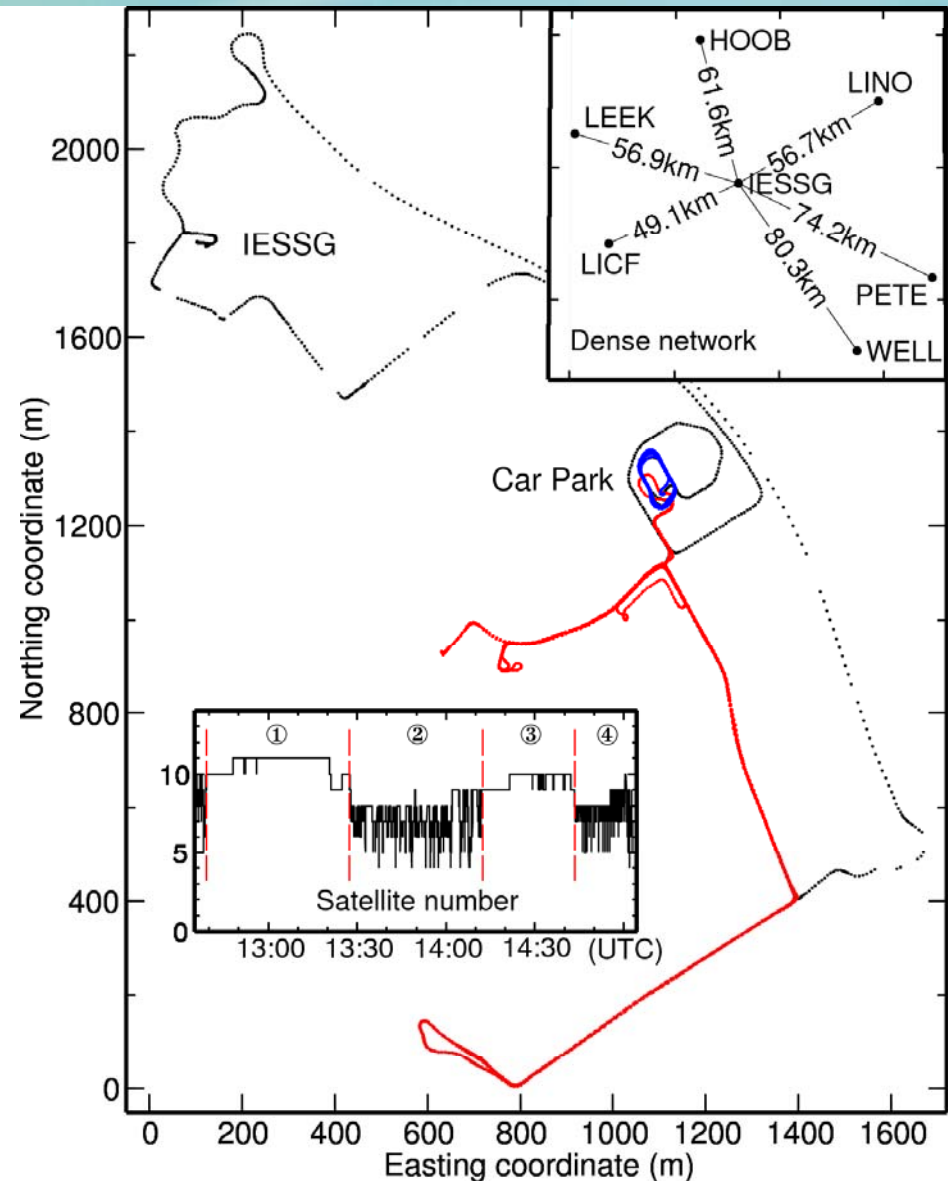 HOOB
LINO
LEEK
61.6km
56.7km
56.9km
IESSG
49.1km
74.2km
80.3km
LICF
PETE
WELL
Dense network
2000
1600
1200
800
400
0
Northing coordinate (m)
IESSG
Car Park
① ② ③ ④
10
5
0
Satellite number
13:00 13:30 14:00 14:30 (UTC)
0 200 400 600 800 1000 1200 1400 1600
Easting coordinate (m)